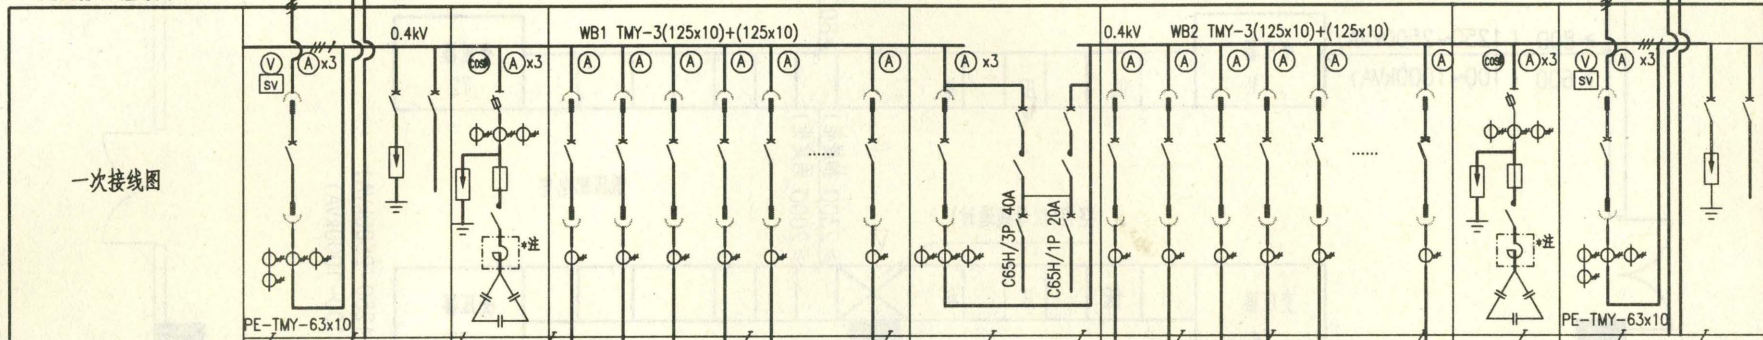 0.4kV
WB1 TMY-3(125x10)+(125x10)
0.4kV
WB2 TMY-3(125x10)+(125x10)
V
A x3
SV
cosφ
A x3
A
A
A
A
A
A
A x3
A
A
A
A
A
A
cosφ
A x3
V
A x3
SV
一次接线图
......
......
C65H/3P 40A
C65H/1P 20A
*注
*注
PE-TMY-63x10
PE-TMY-63x10